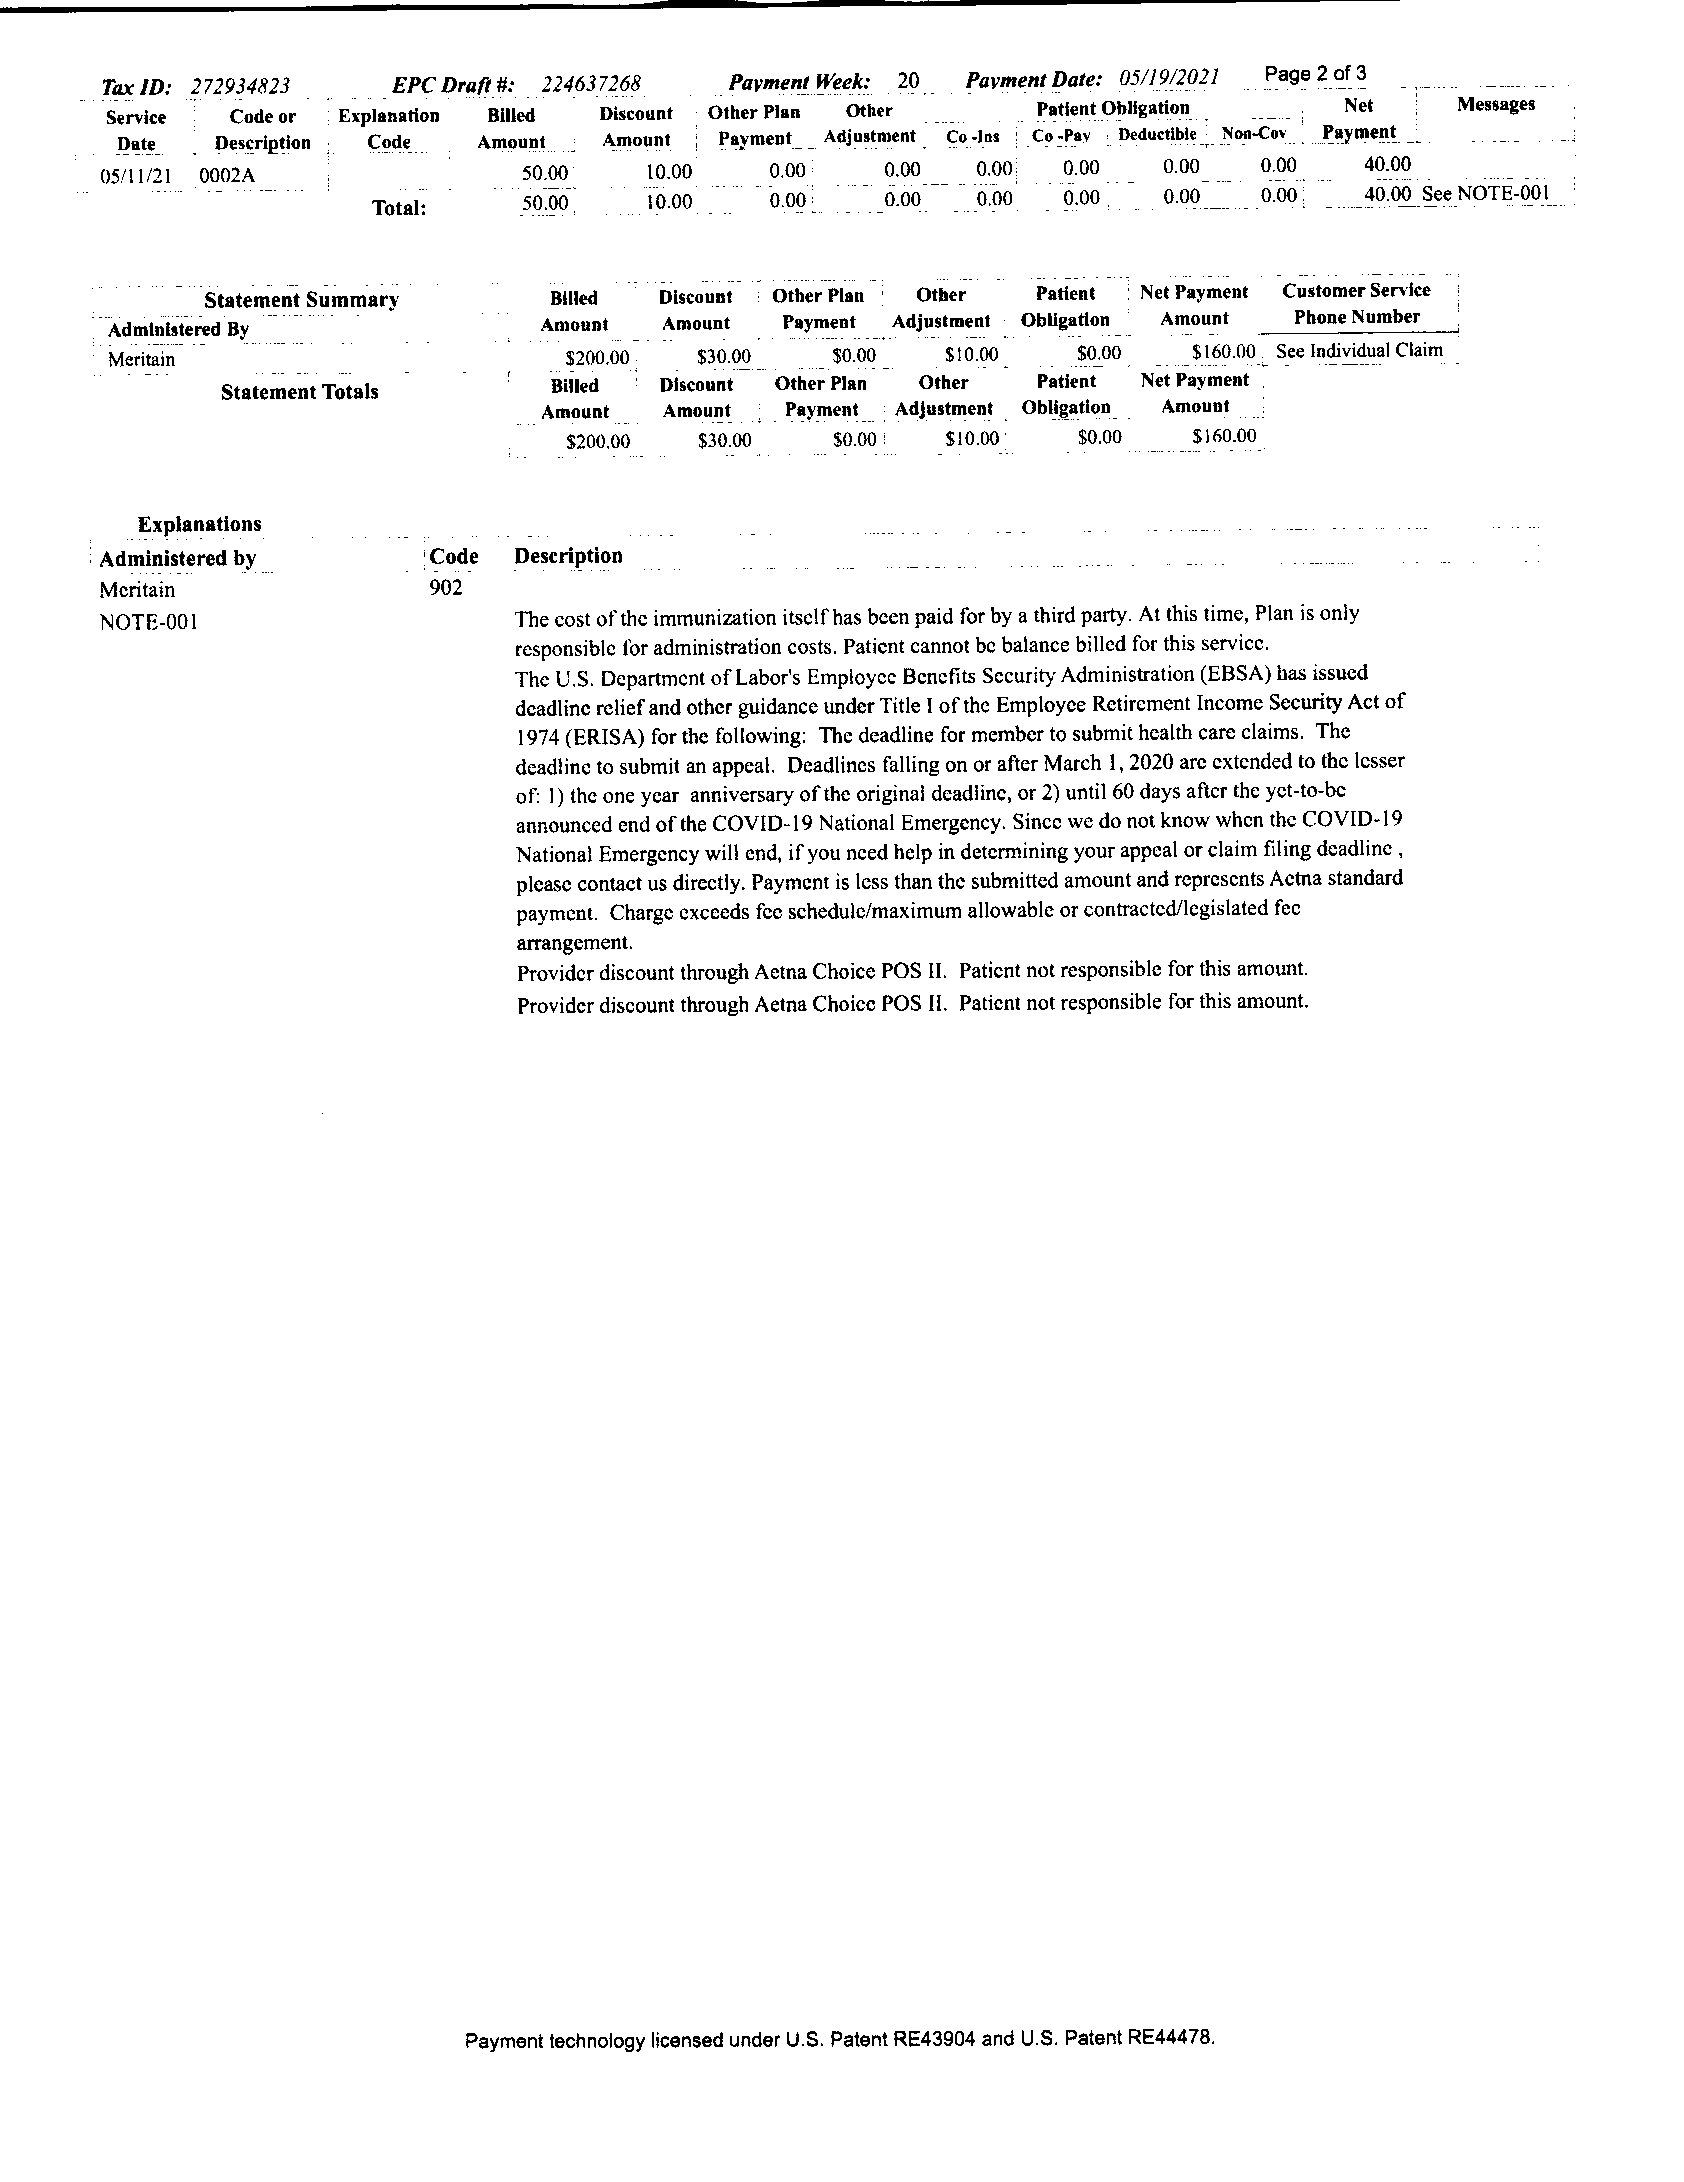 Tax ID: 272934823 EPC Draft #: 224637268 Payment Week: 20 Payment Date: 05/19/2021 Page 2 of 3
Service Code or Explanation Billed Discount Other Plan Other Patient Obligation Net Messages
Date Description Code Amount Amount Payment Adjustment Co -Ins Co -Pay Deductible Non-Cov Payment
05/11/21 0002A 50.00 10.00 0.00 0.00 0.00 0.00 0.00 0.00 40.00
Total: 50.00 10.00 0.00 0.00 0.00 0.00 0.00 0.00 40.00 See NOTE-001
Statement Summary Billed Discount Other Plan Other Patient Net Payment Customer Service
Administered By Amount Amount Payment Adjustment Obligation Amount Phone Number
Meritain $200.00 $30.00 $0.00 $10.00 $0.00 $160.00 See Individual Claim
Statement Totals Billed Discount Other Plan Other Patient Net Payment
Amount Amount Payment Adjustment Obligation Amount
$200.00 $30.00 $0.00 $10.00 $0.00 $160.00
Explanations
Administered by Code Description
Meritain 902
NOTE-001 The cost of the immunization itself has been paid for by a third party. At this time, Plan is only
responsible for administration costs. Patient cannot be balance billed for this service.
The U.S. Department of Labor's Employee Benefits Security Administration (EBSA) has issued
deadline relief and other guidance under Title I of the Employee Retirement Income Security Act of
1974 (ERISA) for the following: The deadline for member to submit health care claims. The
deadline to submit an appeal. Deadlines falling on or after March 1, 2020 are extended to the lesser
of: 1) the one year anniversary of the original deadline, or 2) until 60 days after the yet-to-be
announced end of the COVID-19 National Emergency. Since we do not know when the COVID-19
National Emergency will end, if you need help in determining your appeal or claim filing deadline ,
please contact us directly. Payment is less than the submitted amount and represents Aetna standard
payment. Charge exceeds fee schedule/maximum allowable or contracted/legislated fee
arrangement.
Provider discount through Aetna Choice POS II. Patient not responsible for this amount.
Provider discount through Aetna Choice POS II. Patient not responsible for this amount.
Payment technology licensed under U.S. Patent RE43904 and U.S. Patent RE44478.